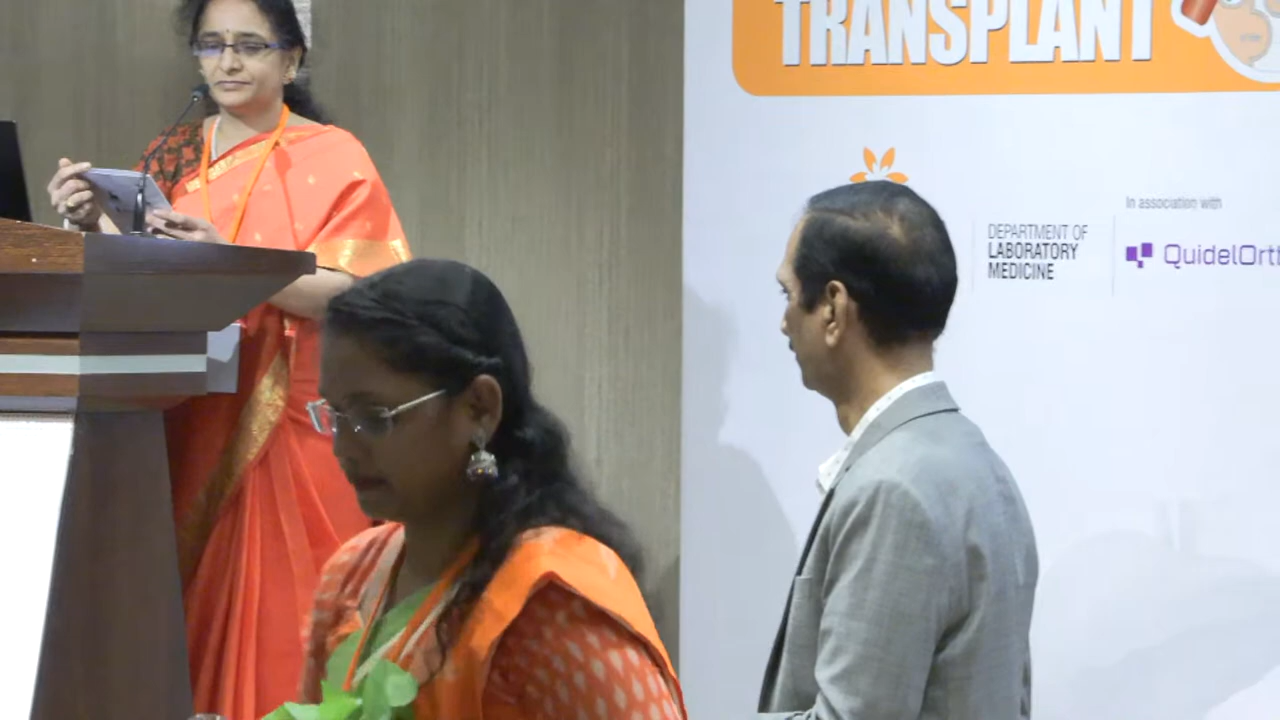 TRANSPLANT
In association with
DEPARTMENT OF
LABORATORY
MEDICINE
QuidelOrt